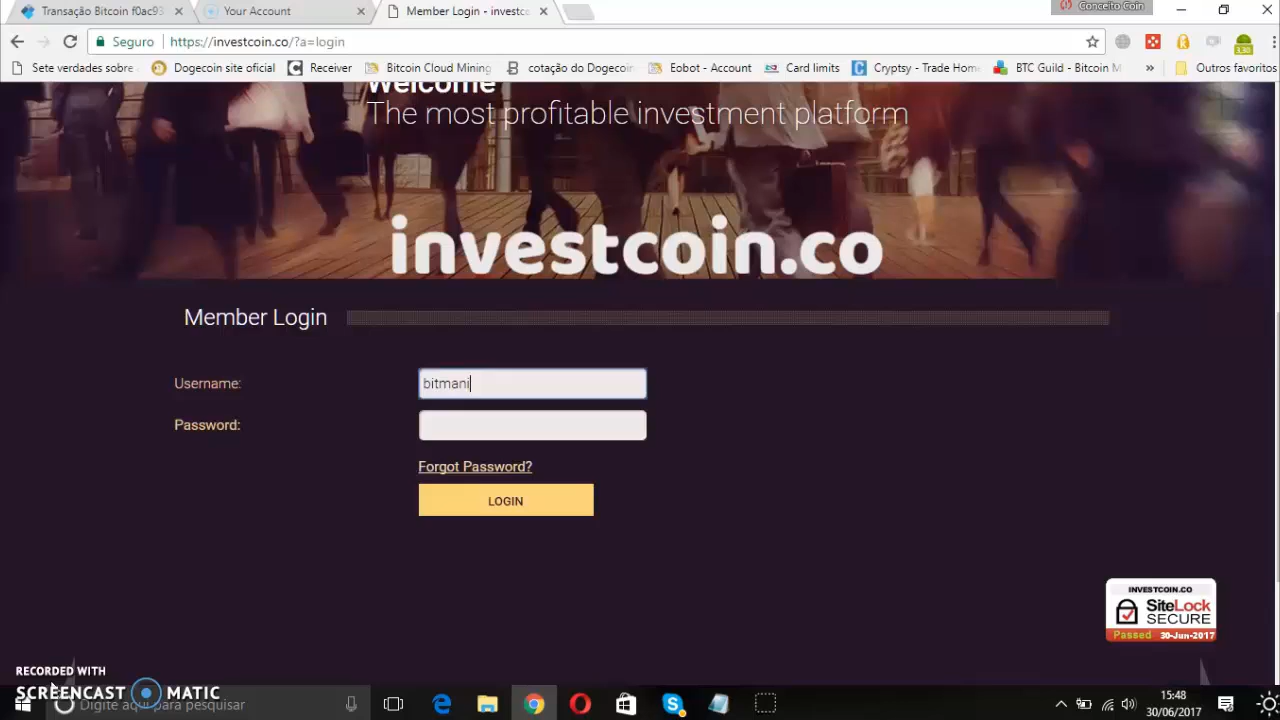 Transação Bitcoin f0ac93
Your Account
Member Login - investc
Conceito Coin
Seguro
https://investcoin.co/?a=login
3,30
Sete verdades sobre
Dogecoin site oficial
Receiver
Bitcoin Cloud Mining
cotação do Dogecoin
Eobot - Account
Card limits
Cryptsy - Trade Hom
BTC Guild - Bitcoin M
»
Outros favoritos
Welcome
The most profitable investment platform
investcoin.co
Member Login
Username:
bitmani
Password:
Forgot Password?
LOGIN
INVESTCOIN.CO
SiteLock
SECURE
Passed 30-Jun-2017
RECORDED WITH
SCREENCAST MATIC
Digite aqui para pesquisar
15:48
30/06/2017